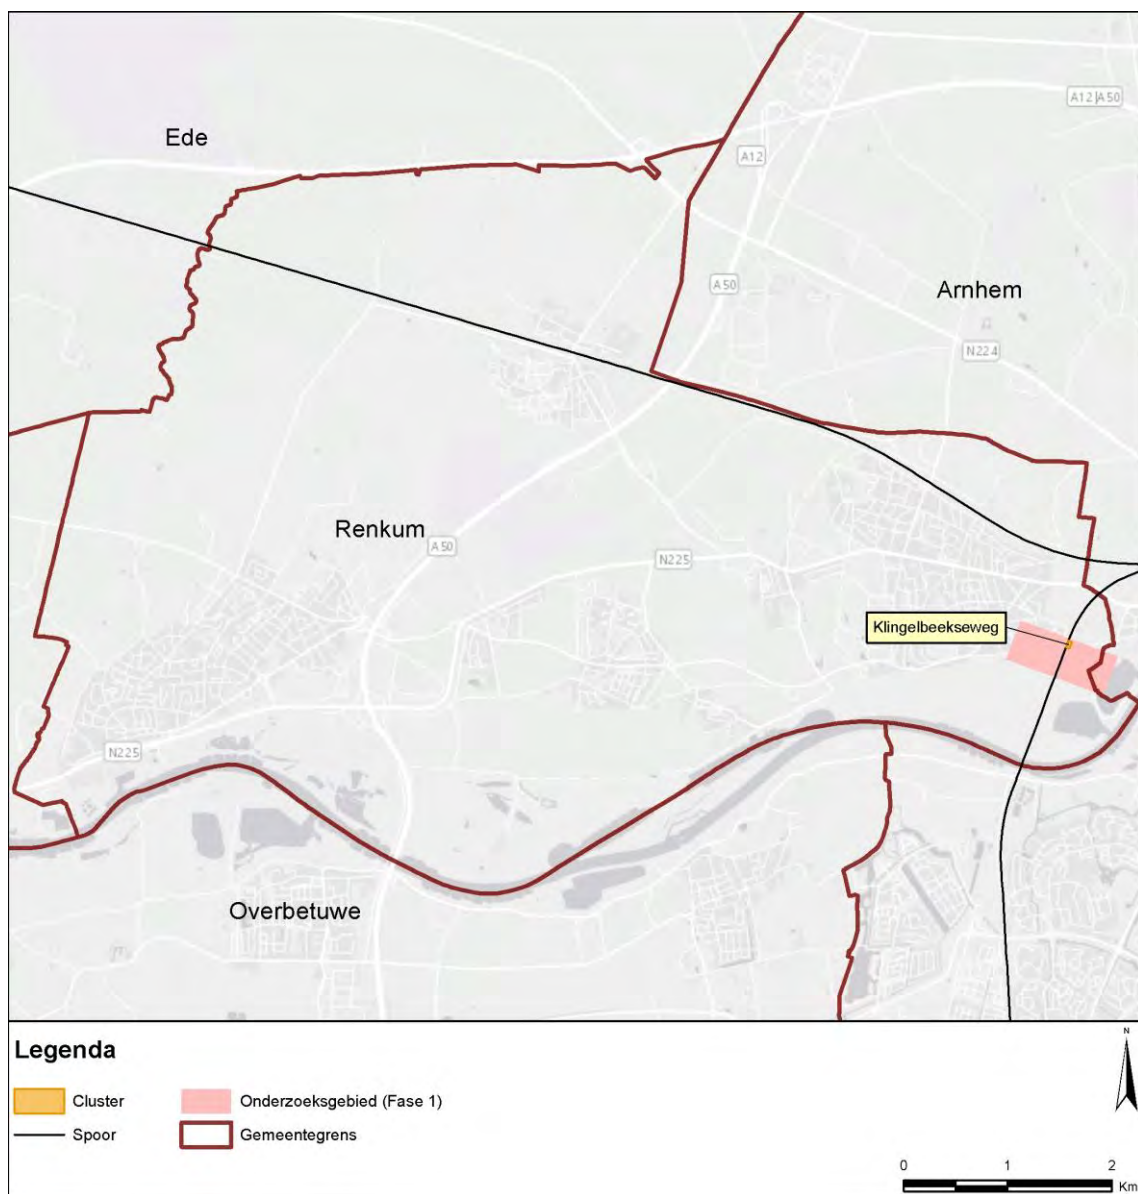 Ede
A12|A50
A12
A50
Arnhem
N224
Renkum
A50
N225
Klingelbeekseweg
N225
Overbetuwe
Legenda
Cluster
Onderzoeksgebied (Fase 1)
Spoor
Gemeentegrens
N
0 1 2
Km